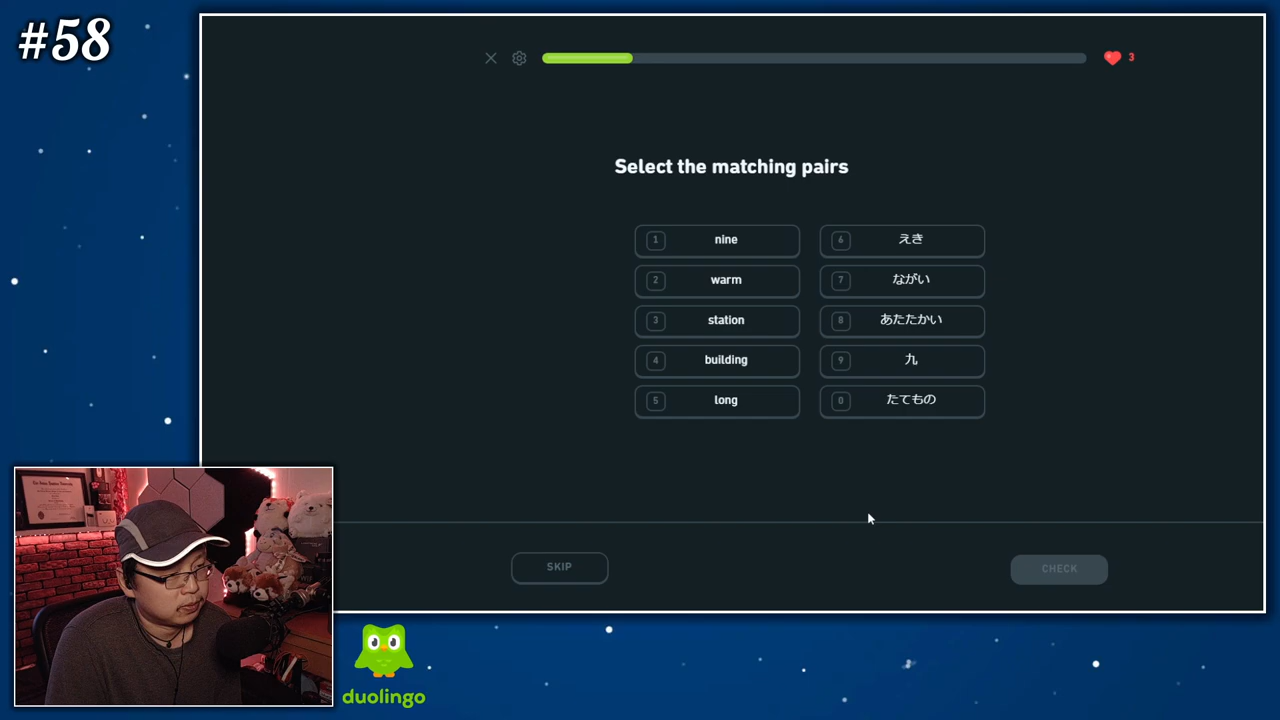 #58
3
Select the matching pairs
1 nine
6 えき
2 warm
7 ながい
3 station
8 あたたかい
4 building
9 九
5 long
0 たてもの
SKIP
CHECK
duolingo